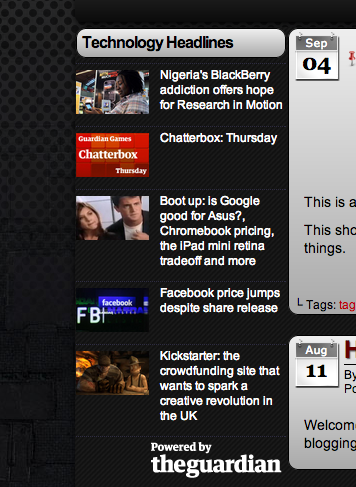 Technology Headlines
Nigeria's BlackBerry
addiction offers hope
for Research in Motion
Guardian Games
Chatterbox
Thursday
Chatterbox: Thursday
Boot up: is Google
good for Asus?,
Chromebook pricing,
the iPad mini retina
tradeoff and more
facebook
FB
Facebook price jumps
despite share release
Kickstarter: the
crowdfunding site that
wants to spark a
creative revolution in
the UK
Powered by
theguardian
Sep
04
This is a
This sho
things.
Tags: tag
Aug
11
H
By
Po
Welcome
blogging